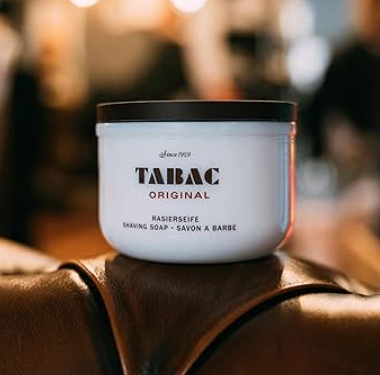 Since 1959
TABAC
ORIGINAL
RASIERSEIFE
SHAVING SOAP • SAVON A BARBE